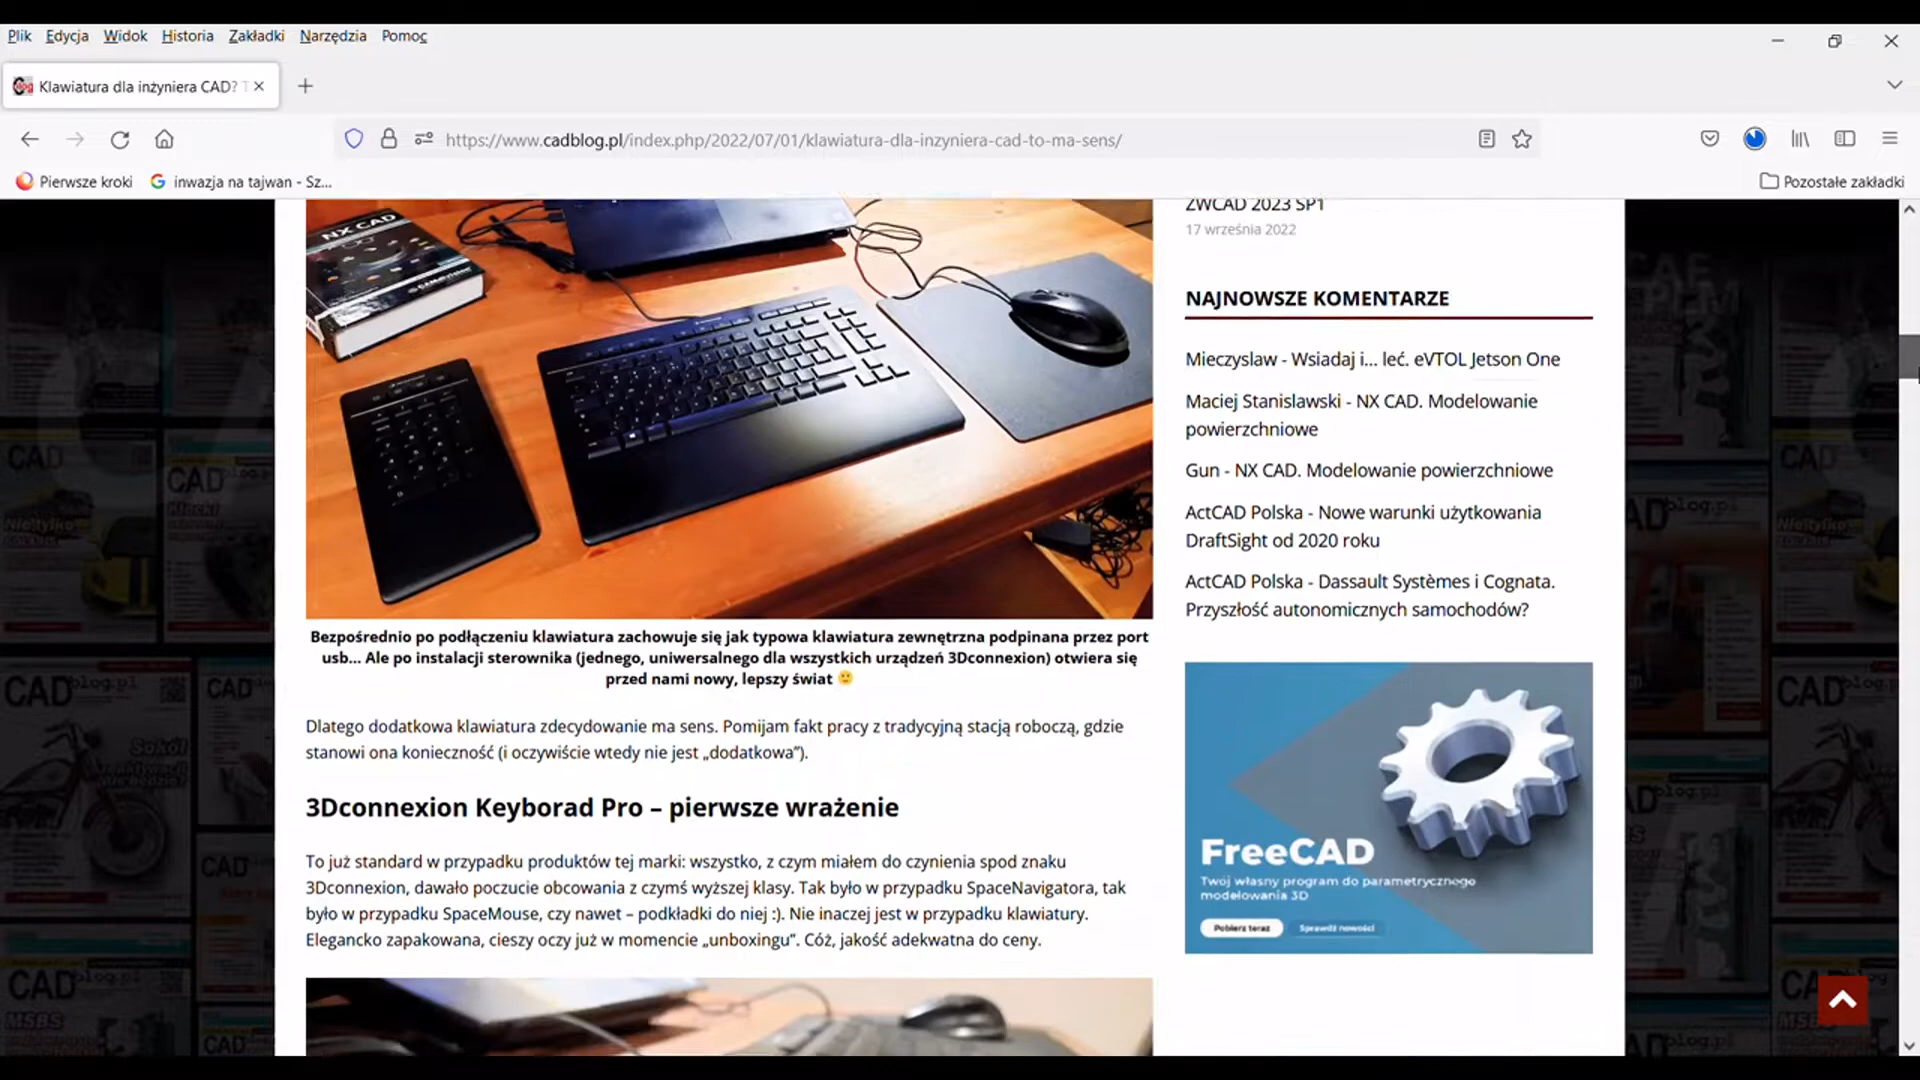 Plik Edycja Widok Historia Zakładki Narzędzia Pomoc
Klawiatura dla inżyniera CAD? T
https://www.cadblog.pl/index.php/2022/07/01/klawiatura-dla-inzyniera-cad-to-ma-sens/
Pierwsze kroki inwazja na tajwan - Sz... Pozostałe zakładki
NX CAD
Bezpośrednio po podłączeniu klawiatura zachowuje się jak typowa klawiatura zewnętrzna podpinana przez port
usb... Ale po instalacji sterownika (jednego, uniwersalnego dla wszystkich urządzeń 3Dconnexion) otwiera się
przed nami nowy, lepszy świat 🙂
Dlatego dodatkowa klawiatura zdecydowanie ma sens. Pomijam fakt pracy z tradycyjną stacją roboczą, gdzie
stanowi ona konieczność (i oczywiście wtedy nie jest „dodatkowa”).
3Dconnexion Keyborad Pro – pierwsze wrażenie
To już standard w przypadku produktów tej marki: wszystko, z czym miałem do czynienia spod znaku
3Dconnexion, dawało poczucie obcowania z czymś wyższej klasy. Tak było w przypadku SpaceNavigatora, tak
było w przypadku SpaceMouse, czy nawet – podkładki do niej :). Nie inaczej jest w przypadku klawiatury.
Elegancko zapakowana, cieszy oczy już w momencie „unboxingu”. Cóż, jakość adekwatna do ceny.
ZWCAD 2023 SP1
17 września 2022
NAJNOWSZE KOMENTARZE
Mieczyslaw - Wsiadaj i... leć. eVTOL Jetson One
Maciej Stanislawski - NX CAD. Modelowanie
powierzchniowe
Gun - NX CAD. Modelowanie powierzchniowe
ActCAD Polska - Nowe warunki użytkowania
DraftSight od 2020 roku
ActCAD Polska - Dassault Systèmes i Cognata.
Przyszłość autonomicznych samochodów?
FreeCAD
Twój własny program do parametrycznego
modelowania 3D
Pobierz teraz Sprawdź nowości